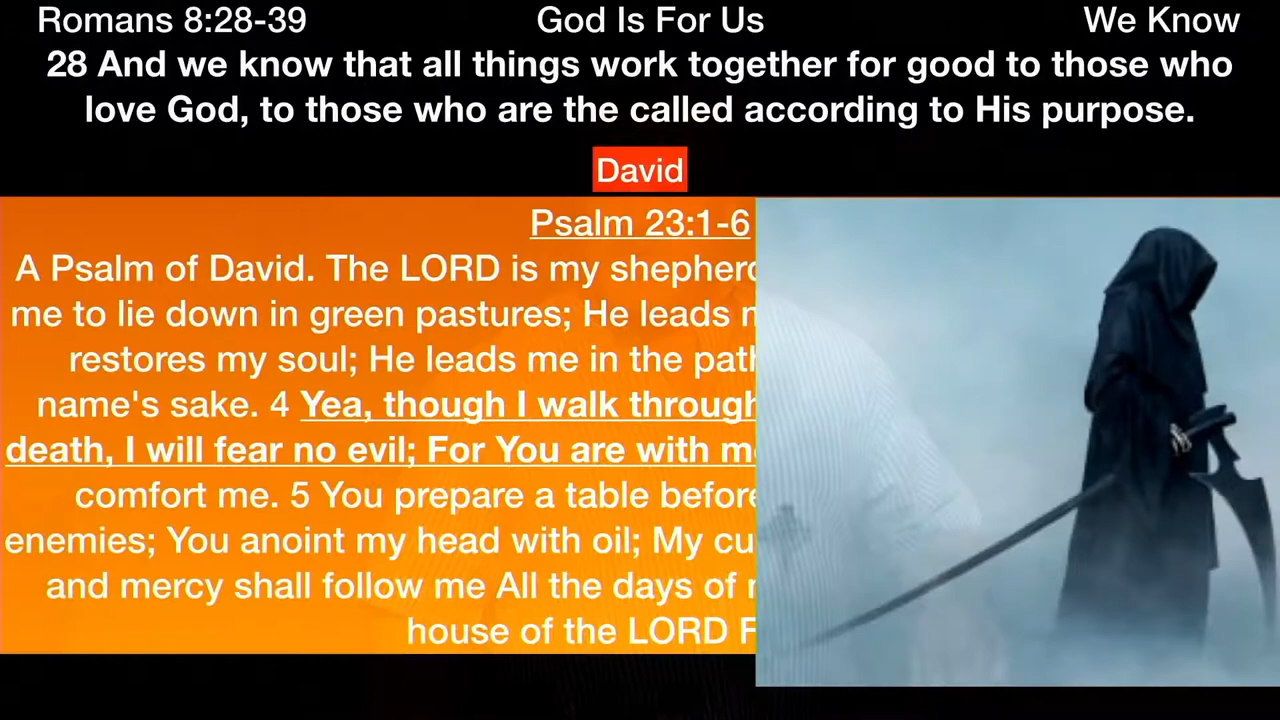 Romans 8:28-39 God Is For Us We Know
28 And we know that all things work together for good to those who
love God, to those who are the called according to His purpose.
David
Psalm 23:1-6
A Psalm of David. The LORD is my
me to lie down in green pastures; He leads
restores my soul; He leads me in the
name's sake. 4 Yea, though I walk through
death, I will fear no evil; For You are with
comfort me. 5 You prepare a table before
enemies; You anoint my head with oil; My
and mercy shall follow me All the days of
house of the LORD